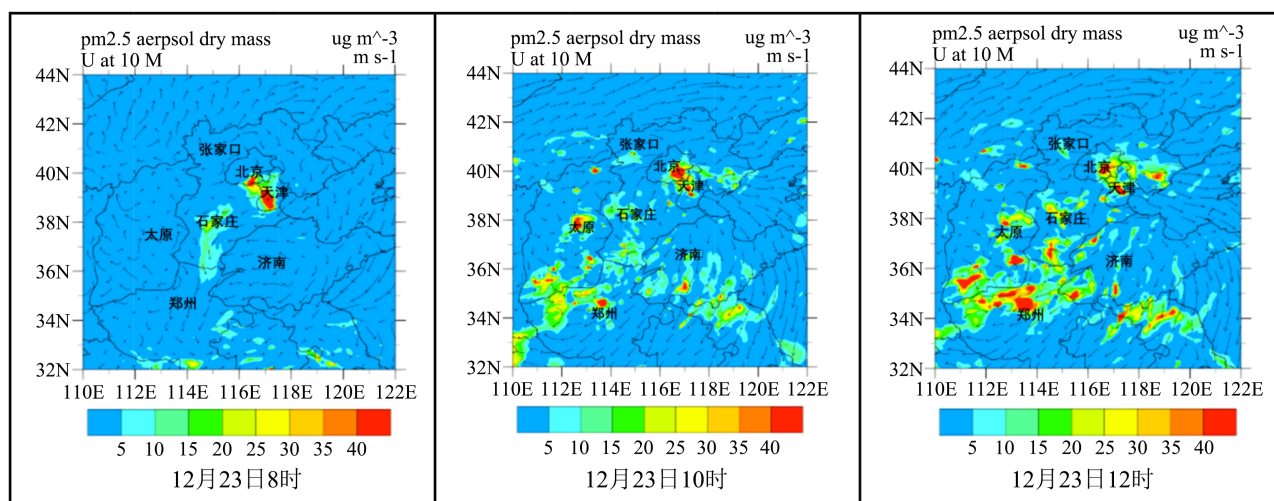 pm2.5 aerpsol dry mass ug m^-3
U at 10 M m s-1
44N
42N
40N
38N
36N
34N
32N
张家口
北京
天津
石家庄
太原
济南
郑州
110E 112E 114E 116E 118E 120E 122E
5 10 15 20 25 30 35 40
12月23日8时
pm2.5 aerpsol dry mass ug m^-3
U at 10 M m s-1
44N
42N
40N
38N
36N
34N
32N
张家口
北京
天津
石家庄
太原
济南
郑州
110E 112E 114E 116E 118E 120E 122E
5 10 15 20 25 30 35 40
12月23日10时
pm2.5 aerpsol dry mass ug m^-3
U at 10 M m s-1
44N
42N
40N
38N
36N
34N
32N
张家口
北京
天津
石家庄
太原
济南
郑州
110E 112E 114E 116E 118E 120E 122E
5 10 15 20 25 30 35 40
12月23日12时